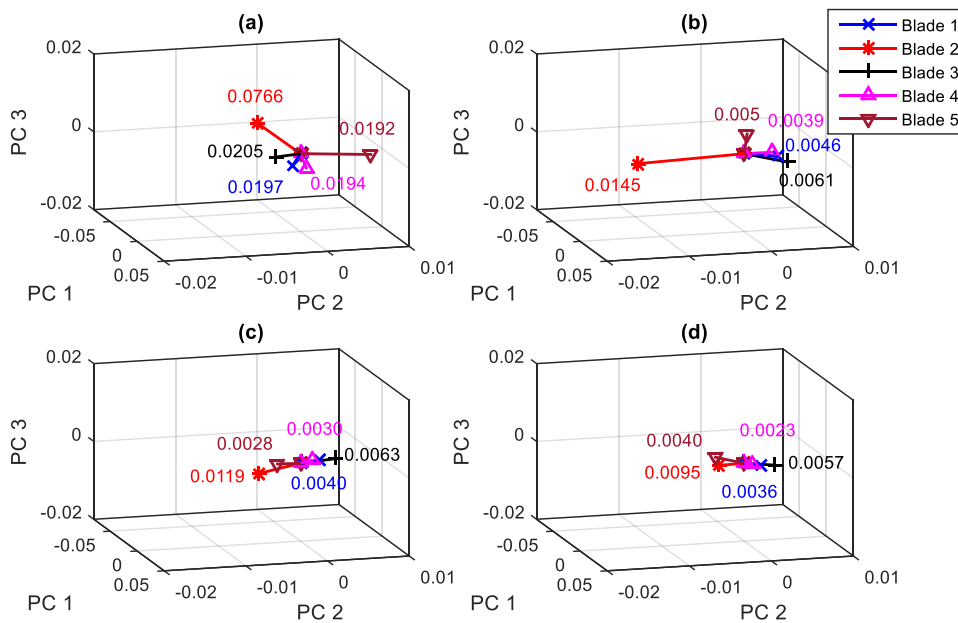 (a)
0.02
0
-0.02
PC 3
0.0766
0.0192
0.0205
0.0197
0.0194
-0.05
0
0.05
PC 1
-0.02
-0.01
0
0.01
PC 2
(b)
0.02
0
-0.02
PC 3
0.005
0.0039
0.0046
0.0061
0.0145
-0.05
0
0.05
PC 1
-0.02
-0.01
0
0.01
PC 2
Blade 1
Blade 2
Blade 3
Blade 4
Blade 5
(c)
0.02
0
-0.02
PC 3
0.0030
0.0028
0.0063
0.0119
0.0040
-0.05
0
0.05
PC 1
-0.02
-0.01
0
0.01
PC 2
(d)
0.02
0
-0.02
PC 3
0.0023
0.0040
0.0057
0.0095
0.0036
-0.05
0
0.05
PC 1
-0.02
-0.01
0
0.01
PC 2